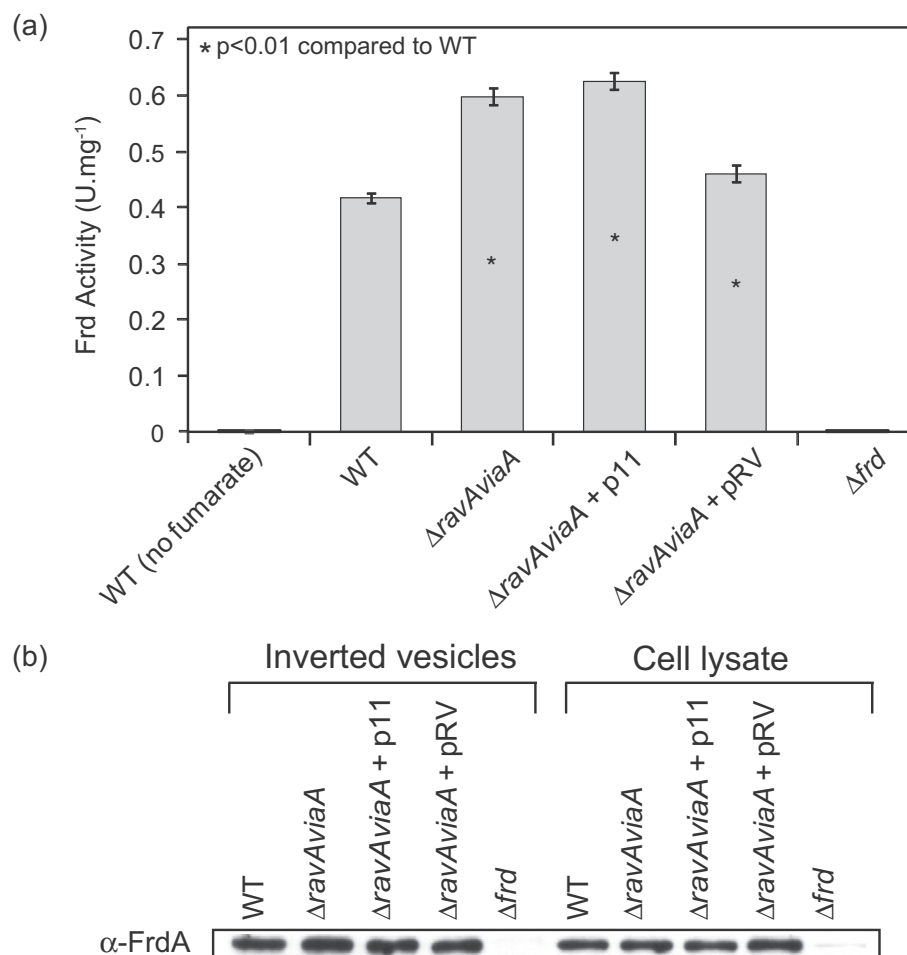 (a)
* p<0.01 compared to WT
Frd Activity (U.mg⁻¹)
0.7
0.6
0.5
0.4
0.3
0.2
0.1
0
*
*
*
WT (no fumarate)
WT
ΔravAviaA
ΔravAviaA + p11
ΔravAviaA + pRV
Δfrd
(b)
Inverted vesicles
Cell lysate
WT
ΔravAviaA
ΔravAviaA + p11
ΔravAviaA + pRV
Δfrd
WT
ΔravAviaA
ΔravAviaA + p11
ΔravAviaA + pRV
Δfrd
α-FrdA